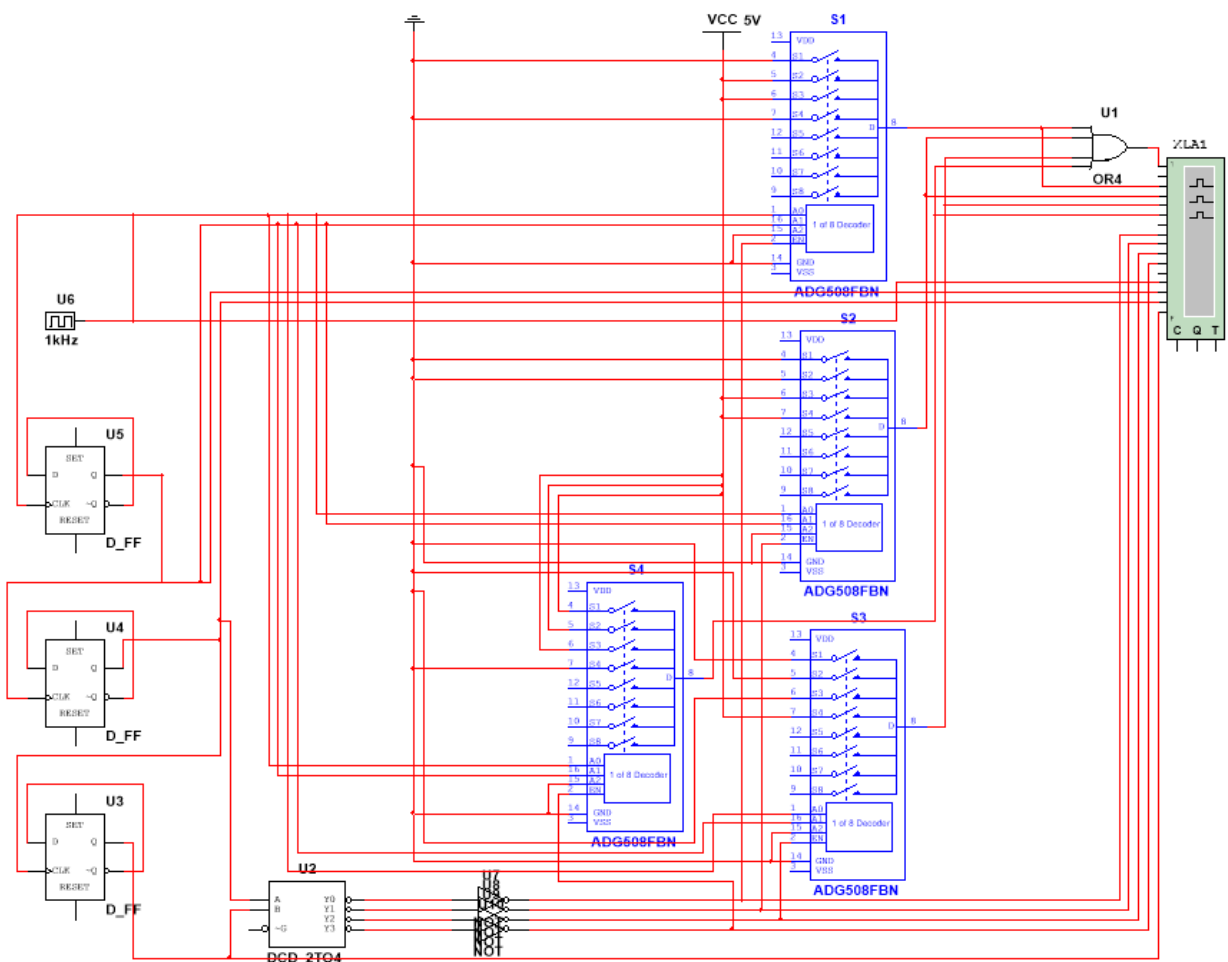 VCC 5V
S1
13 VDD
4 S1
5 S2
6 S3
7 S4
12 S5
11 S6
10 S7
9 S8
D 8
1 A0
16 A1
15 A2
2 EN
1 of 8 Decoder
14 GND
3 VSS
ADG508FBN
U1
OR4
XLA1
C Q T
U6
1kHz
S2
13 VDD
4 S1
5 S2
6 S3
7 S4
12 S5
11 S6
10 S7
9 S8
D 8
1 A0
16 A1
15 A2
2 EN
1 of 8 Decoder
14 GND
3 VSS
ADG508FBN
U5
SET
D Q
CLK ~Q
RESET
D_FF
S4
13 VDD
4 S1
5 S2
6 S3
7 S4
12 S5
11 S6
10 S7
9 S8
D 8
1 A0
16 A1
15 A2
2 EN
1 of 8 Decoder
14 GND
3 VSS
ADG508FBN
S3
13 VDD
4 S1
5 S2
6 S3
7 S4
12 S5
11 S6
10 S7
9 S8
D 8
1 A0
16 A1
15 A2
2 EN
1 of 8 Decoder
14 GND
3 VSS
ADG508FBN
U4
SET
D Q
CLK ~Q
RESET
D_FF
U3
SET
D Q
CLK ~Q
RESET
D_FF
U2
A Y0
B Y1
Y2
~G Y3
DCD_2TO4
U7
U8
NOT
NOT
NOT